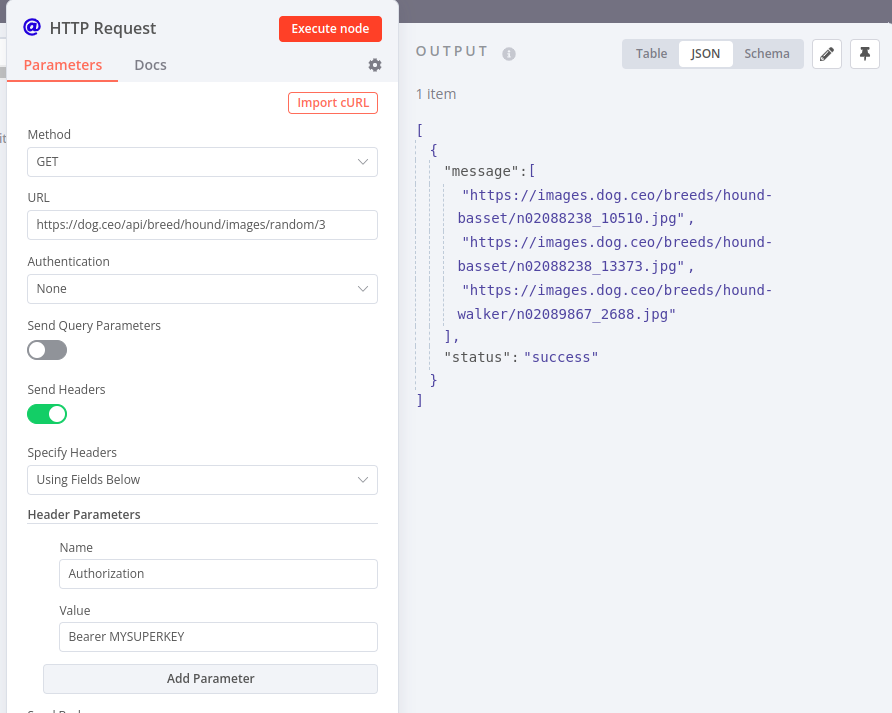 HTTP Request
Execute node
Parameters
Docs
Import cURL
Method
GET
URL
https://dog.ceo/api/breed/hound/images/random/3
Authentication
None
Send Query Parameters
Send Headers
Specify Headers
Using Fields Below
Header Parameters
Name
Authorization
Value
Bearer MYSUPERKEY
Add Parameter
OUTPUT
Table
JSON
Schema
1 item
[
{
"message":[
"https://images.dog.ceo/breeds/hound-
basset/n02088238_10510.jpg",
"https://images.dog.ceo/breeds/hound-
basset/n02088238_13373.jpg",
"https://images.dog.ceo/breeds/hound-
walker/n02089867_2688.jpg"
],
"status":"success"
}
]